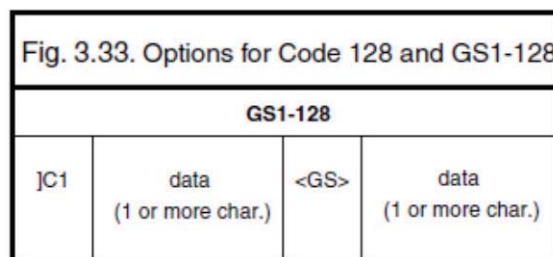 Fig. 3.33. Options for Code 128 and GS1-128
GS1-128
]C1
data
(1 or more char.)
<GS>
data
(1 or more char.)